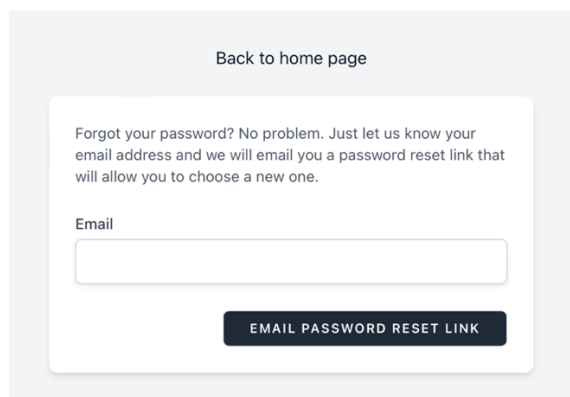 Back to home page
Forgot your password? No problem. Just let us know your
email address and we will email you a password reset link that
will allow you to choose a new one.
Email
EMAIL PASSWORD RESET LINK